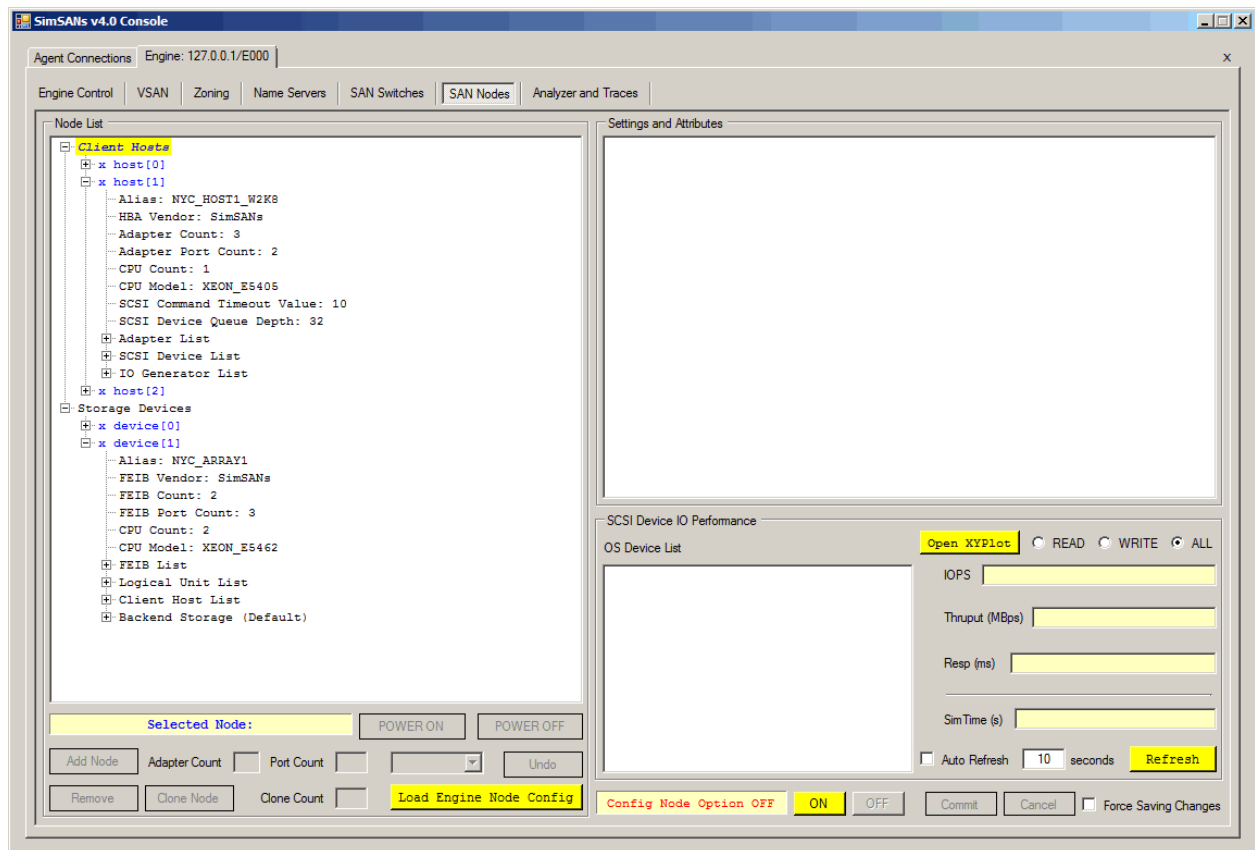 SimSANs v4.0 Console
Agent Connections Engine: 127.0.0.1/E000 x
Engine Control VSAN Zoning Name Servers SAN Switches SAN Nodes Analyzer and Traces
Node List
Client Hosts
x host[0]
x host[1]
Alias: NYC_HOST1_W2K8
HBA Vendor: SimSANs
Adapter Count: 3
Adapter Port Count: 2
CPU Count: 1
CPU Model: XEON_E5405
SCSI Command Timeout Value: 10
SCSI Device Queue Depth: 32
Adapter List
SCSI Device List
IO Generator List
x host[2]
Storage Devices
x device[0]
x device[1]
Alias: NYC_ARRAY1
FEIB Vendor: SimSANs
FEIB Count: 2
FEIB Port Count: 3
CPU Count: 2
CPU Model: XEON_E5462
FEIB List
Logical Unit List
Client Host List
Backend Storage (Default)
Selected Node: POWER ON POWER OFF
Add Node Adapter Count Port Count Undo
Remove Clone Node Clone Count Load Engine Node Config
Settings and Attributes
SCSI Device IO Performance
OS Device List Open XYPlot READ WRITE ALL
IOPS
Thruput (MBps)
Resp (ms)
SimTime (s)
Auto Refresh 10 seconds Refresh
Config Node Option OFF ON OFF Commit Cancel Force Saving Changes